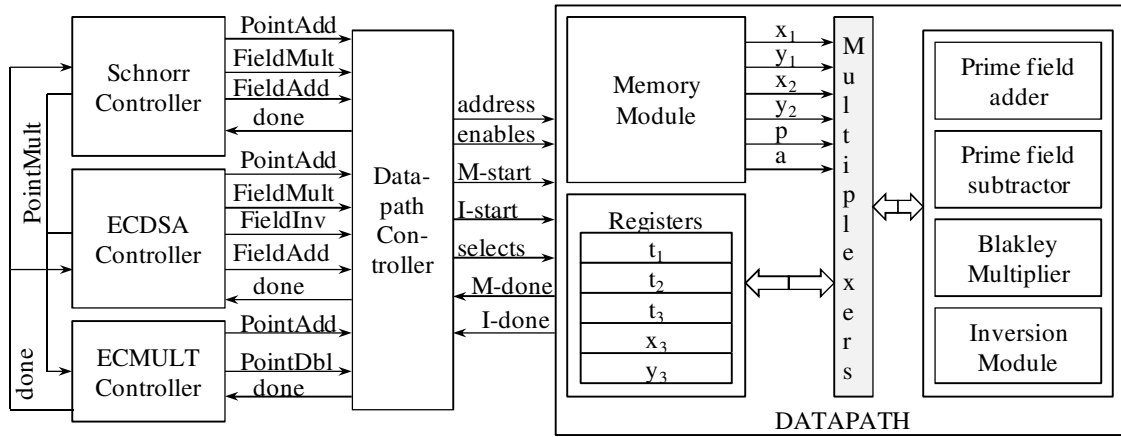 Schnorr
Controller
PointAdd
FieldMult
FieldAdd
done
PointMult
ECDSA
Controller
PointAdd
FieldMult
FieldInv
FieldAdd
done
ECMULT
Controller
PointAdd
PointDbl
done
done
Data-
path
Con-
troller
address
enables
M-start
I-start
selects
M-done
I-done
Memory
Module
x₁
y₁
x₂
y₂
p
a
Registers
t₁
t₂
t₃
x₃
y₃
Multiplexers
Prime field
adder
Prime field
subtractor
Blakley
Multiplier
Inversion
Module
DATAPATH